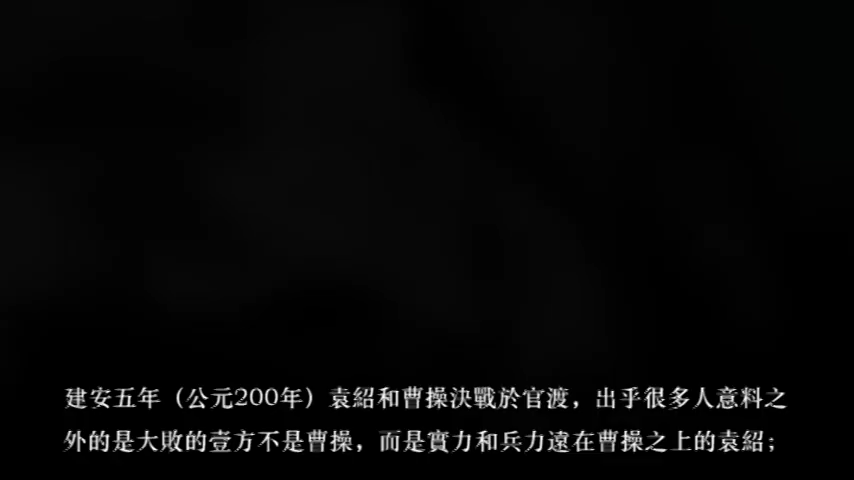 建安五年（公元200年）袁紹和曹操決戰於官渡，出乎很多人意料之
外的是大敗的壹方不是曹操，而是實力和兵力遠在曹操之上的袁紹；